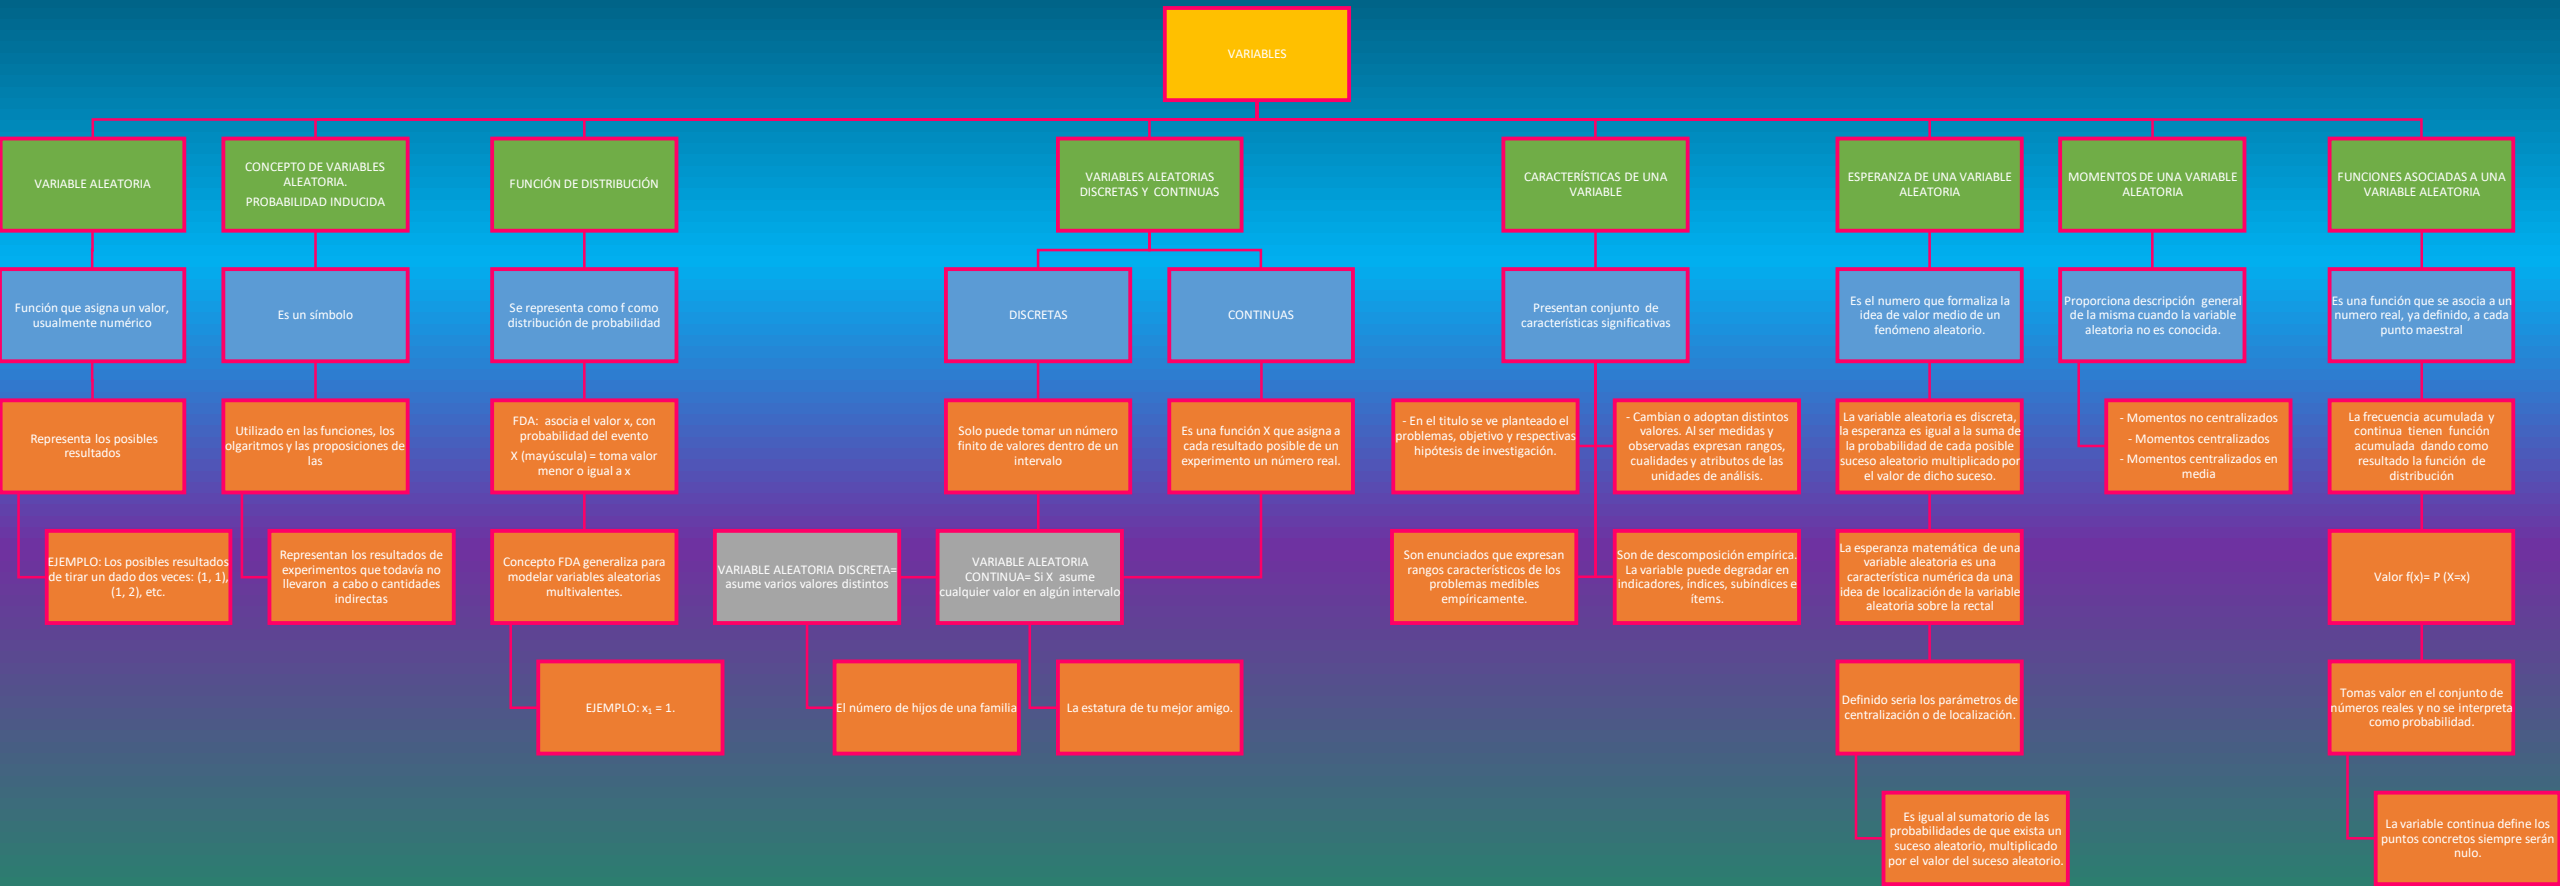 VARIABLES
VARIABLE ALEATORIA
CONCEPTO DE VARIABLES
ALEATORIA.
PROBABILIDAD INDUCIDA
FUNCIÓN DE DISTRIBUCIÓN
VARIABLES ALEATORIAS
DISCRETAS Y CONTINUAS
CARACTERÍSTICAS DE UNA
VARIABLE
ESPERANZA DE UNA VARIABLE
ALEATORIA
MOMENTOS DE UNA VARIABLE
ALEATORIA
FUNCIONES ASOCIADAS A UNA
VARIABLE ALEATORIA
Función que asigna un valor,
usualmente numérico
Es un símbolo
Se representa como f como
distribución de probabilidad
DISCRETAS
CONTINUAS
Presentan conjunto de
características significativas
Es el numero que formaliza la
idea de valor medio de un
fenómeno aleatorio.
Proporciona descripción general
de la misma cuando la variable
aleatoria no es conocida.
Es una función que se asocia a un
numero real, ya definido, a cada
punto maestral
Representa los posibles
resultados
Utilizado en las funciones, los
olgaritmos y las proposiciones de
las
FDA: asocia el valor x, con
probabilidad del evento
X (mayúscula) = toma valor
menor o igual a x
Solo puede tomar un número
finito de valores dentro de un
intervalo
Es una función X que asigna a
cada resultado posible de un
experimento un número real.
- En el titulo se ve planteado el
problemas, objetivo y respectivas
hipótesis de investigación.
- Cambian o adoptan distintos
valores. Al ser medidas y
observadas expresan rangos,
cualidades y atributos de las
unidades de análisis.
La variable aleatoria es discreta,
la esperanza es igual a la suma de
la probabilidad de cada posible
suceso aleatorio multiplicado por
el valor de dicho suceso.
- Momentos no centralizados
- Momentos centralizados
- Momentos centralizados en
media
La frecuencia acumulada y
continua tienen función
acumulada dando como
resultado la función de
distribución
EJEMPLO: Los posibles resultados
de tirar un dado dos veces: (1, 1),
(1, 2), etc.
Representan los resultados de
experimentos que todavía no
llevaron a cabo o cantidades
indirectas
Concepto FDA generaliza para
modelar variables aleatorias
multivalentes.
VARIABLE ALEATORIA DISCRETA=
asume varios valores distintos
VARIABLE ALEATORIA
CONTINUA= Si X asume
cualquier valor en algún intervalo
Son enunciados que expresan
rangos característicos de los
problemas medibles
empíricamente.
Son de descomposición empírica.
La variable puede degradar en
indicadores, índices, subíndices e
ítems.
La esperanza matemática de una
variable aleatoria es una
característica numérica da una
idea de localización de la variable
aleatoria sobre la rectal
Valor f(x)= P (X=x)
EJEMPLO: x₁ = 1.
El número de hijos de una familia
La estatura de tu mejor amigo.
Definido seria los parámetros de
centralización o de localización.
Tomas valor en el conjunto de
números reales y no se interpreta
como probabilidad.
Es igual al sumatorio de las
probabilidades de que exista un
suceso aleatorio, multiplicado
por el valor del suceso aleatorio.
La variable continua define los
puntos concretos siempre serán
nulo.